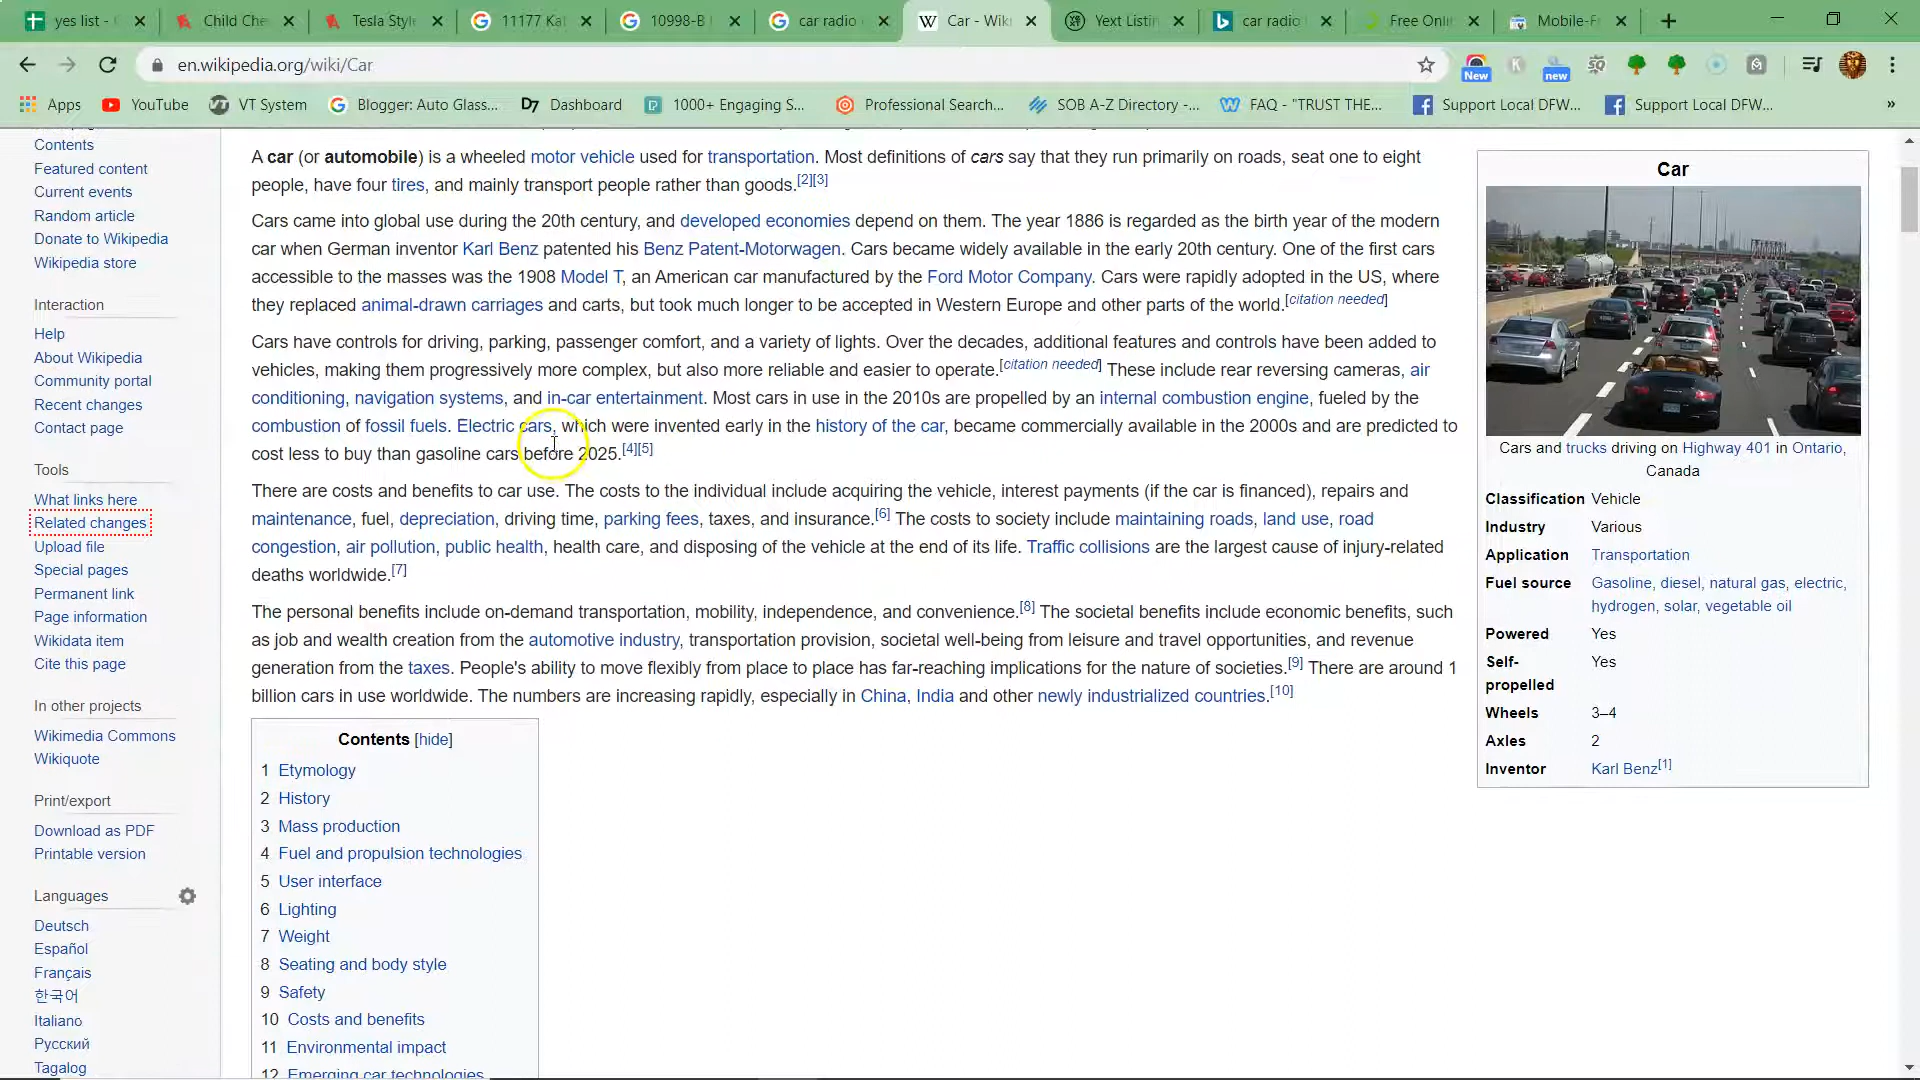 yes list -
Child Che
Tesla Style
11177 Kat
10998-B
car radio
Car - Wiki
Yext Listin
car radio
Free Onli
Mobile-Fr
en.wikipedia.org/wiki/Car
New
new
Apps
YouTube
VT System
Blogger: Auto Glass...
Dashboard
1000+ Engaging S...
Professional Search...
SOB A-Z Directory -...
FAQ - "TRUST THE...
Support Local DFW...
Support Local DFW...
»
Contents
Featured content
Current events
Random article
Donate to Wikipedia
Wikipedia store
Interaction
Help
About Wikipedia
Community portal
Recent changes
Contact page
Tools
What links here
Related changes
Upload file
Special pages
Permanent link
Page information
Wikidata item
Cite this page
In other projects
Wikimedia Commons
Wikiquote
Print/export
Download as PDF
Printable version
Languages
Deutsch
Español
Français
한국어
Italiano
Русский
Tagalog
A car (or automobile) is a wheeled motor vehicle used for transportation. Most definitions of cars say that they run primarily on roads, seat one to eight
people, have four tires, and mainly transport people rather than goods.[2][3]
Cars came into global use during the 20th century, and developed economies depend on them. The year 1886 is regarded as the birth year of the modern
car when German inventor Karl Benz patented his Benz Patent-Motorwagen. Cars became widely available in the early 20th century. One of the first cars
accessible to the masses was the 1908 Model T, an American car manufactured by the Ford Motor Company. Cars were rapidly adopted in the US, where
they replaced animal-drawn carriages and carts, but took much longer to be accepted in Western Europe and other parts of the world.[citation needed]
Cars have controls for driving, parking, passenger comfort, and a variety of lights. Over the decades, additional features and controls have been added to
vehicles, making them progressively more complex, but also more reliable and easier to operate.[citation needed] These include rear reversing cameras, air
conditioning, navigation systems, and in-car entertainment. Most cars in use in the 2010s are propelled by an internal combustion engine, fueled by the
combustion of fossil fuels. Electric cars, which were invented early in the history of the car, became commercially available in the 2000s and are predicted to
cost less to buy than gasoline cars before 2025.[4][5]
There are costs and benefits to car use. The costs to the individual include acquiring the vehicle, interest payments (if the car is financed), repairs and
maintenance, fuel, depreciation, driving time, parking fees, taxes, and insurance.[6] The costs to society include maintaining roads, land use, road
congestion, air pollution, public health, health care, and disposing of the vehicle at the end of its life. Traffic collisions are the largest cause of injury-related
deaths worldwide.[7]
The personal benefits include on-demand transportation, mobility, independence, and convenience.[8] The societal benefits include economic benefits, such
as job and wealth creation from the automotive industry, transportation provision, societal well-being from leisure and travel opportunities, and revenue
generation from the taxes. People's ability to move flexibly from place to place has far-reaching implications for the nature of societies.[9] There are around 1
billion cars in use worldwide. The numbers are increasing rapidly, especially in China, India and other newly industrialized countries.[10]
Contents [hide]
1 Etymology
2 History
3 Mass production
4 Fuel and propulsion technologies
5 User interface
6 Lighting
7 Weight
8 Seating and body style
9 Safety
10 Costs and benefits
11 Environmental impact
12 Emerging car technologies
Car
Cars and trucks driving on Highway 401 in Ontario,
Canada
Classification Vehicle
Industry Various
Application Transportation
Fuel source Gasoline, diesel, natural gas, electric,
hydrogen, solar, vegetable oil
Powered Yes
Self-
propelled Yes
Wheels 3–4
Axles 2
Inventor Karl Benz[1]